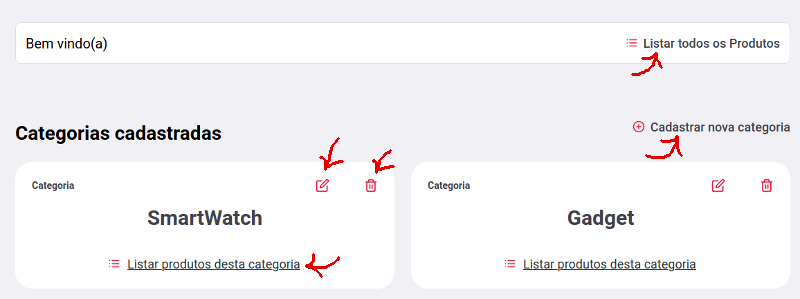 Bem vindo(a)
Listar todos os Produtos
Categorias cadastradas
Cadastrar nova categoria
Categoria
SmartWatch
Listar produtos desta categoria
Categoria
Gadget
Listar produtos desta categoria